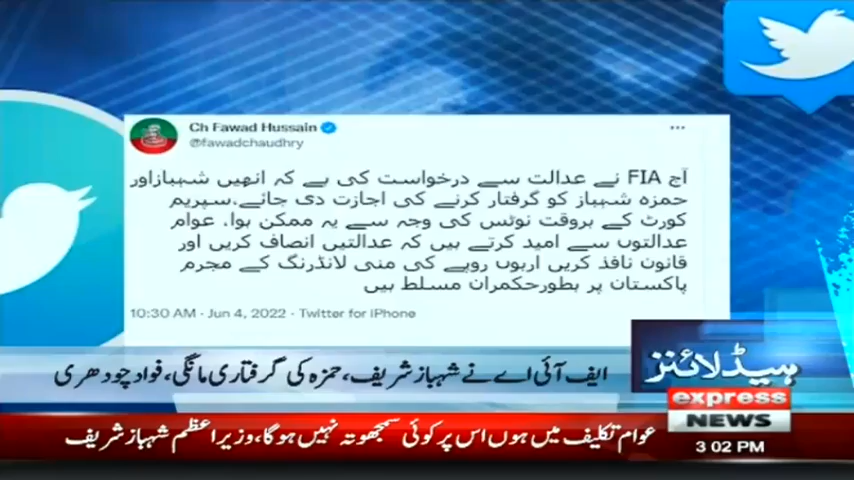 Ch Fawad Hussain
@fawadchaudhry
آج FIA نے عدالت سے درخواست کی ہے کہ انھیں شہبازاور
حمزہ شہباز کو گرفتار کرنے کی اجازت دی جائے،سپریم
کورٹ کے بروقت نوٹس کی وجہ سے یہ ممکن ہوا، عوام
عدالتوں سے امید کرتے ہیں کہ عدالتیں انصاف کریں اور
قانون نافذ کریں اربوں روپے کی منی لانڈرنگ کے مجرم
پاکستان پر بطورحکمران مسلط ہیں
10:30 AM · Jun 4, 2022 · Twitter for iPhone
ایف آئی اے نے شہباز شریف، حمزہ کی گرفتاری مانگی، فواد چودھری
ہیڈلائنز
express
NEWS
عوام تکلیف میں ہوں اس پر کوئی سمجھوتہ نہیں ہوگا، وزیراعظم شہباز شریف
3:02 PM